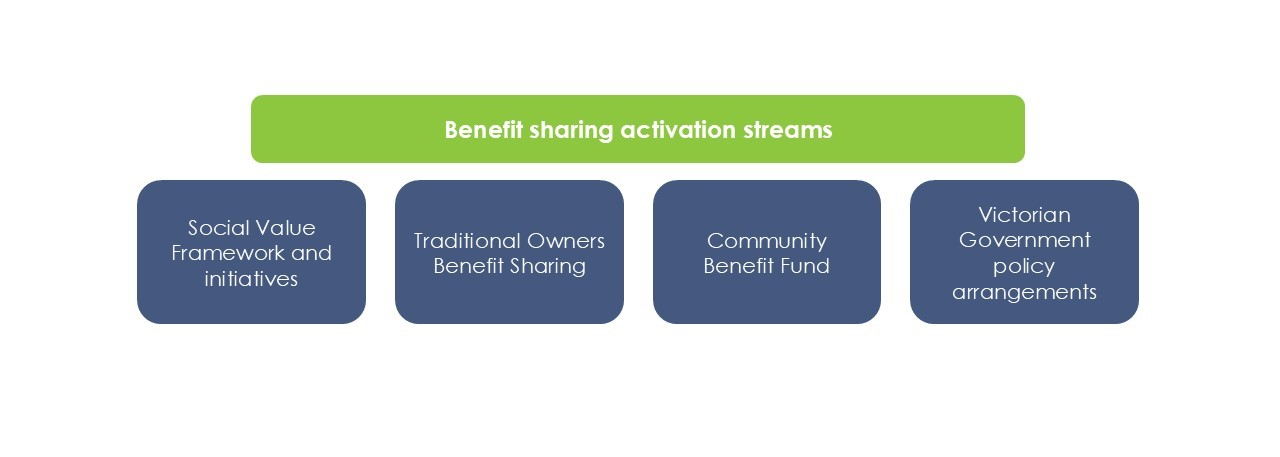 Benefit sharing activation streams
Social Value
Framework and
initiatives
Traditional Owners
Benefit Sharing
Community
Benefit Fund
Victorian
Government
policy
arrangements